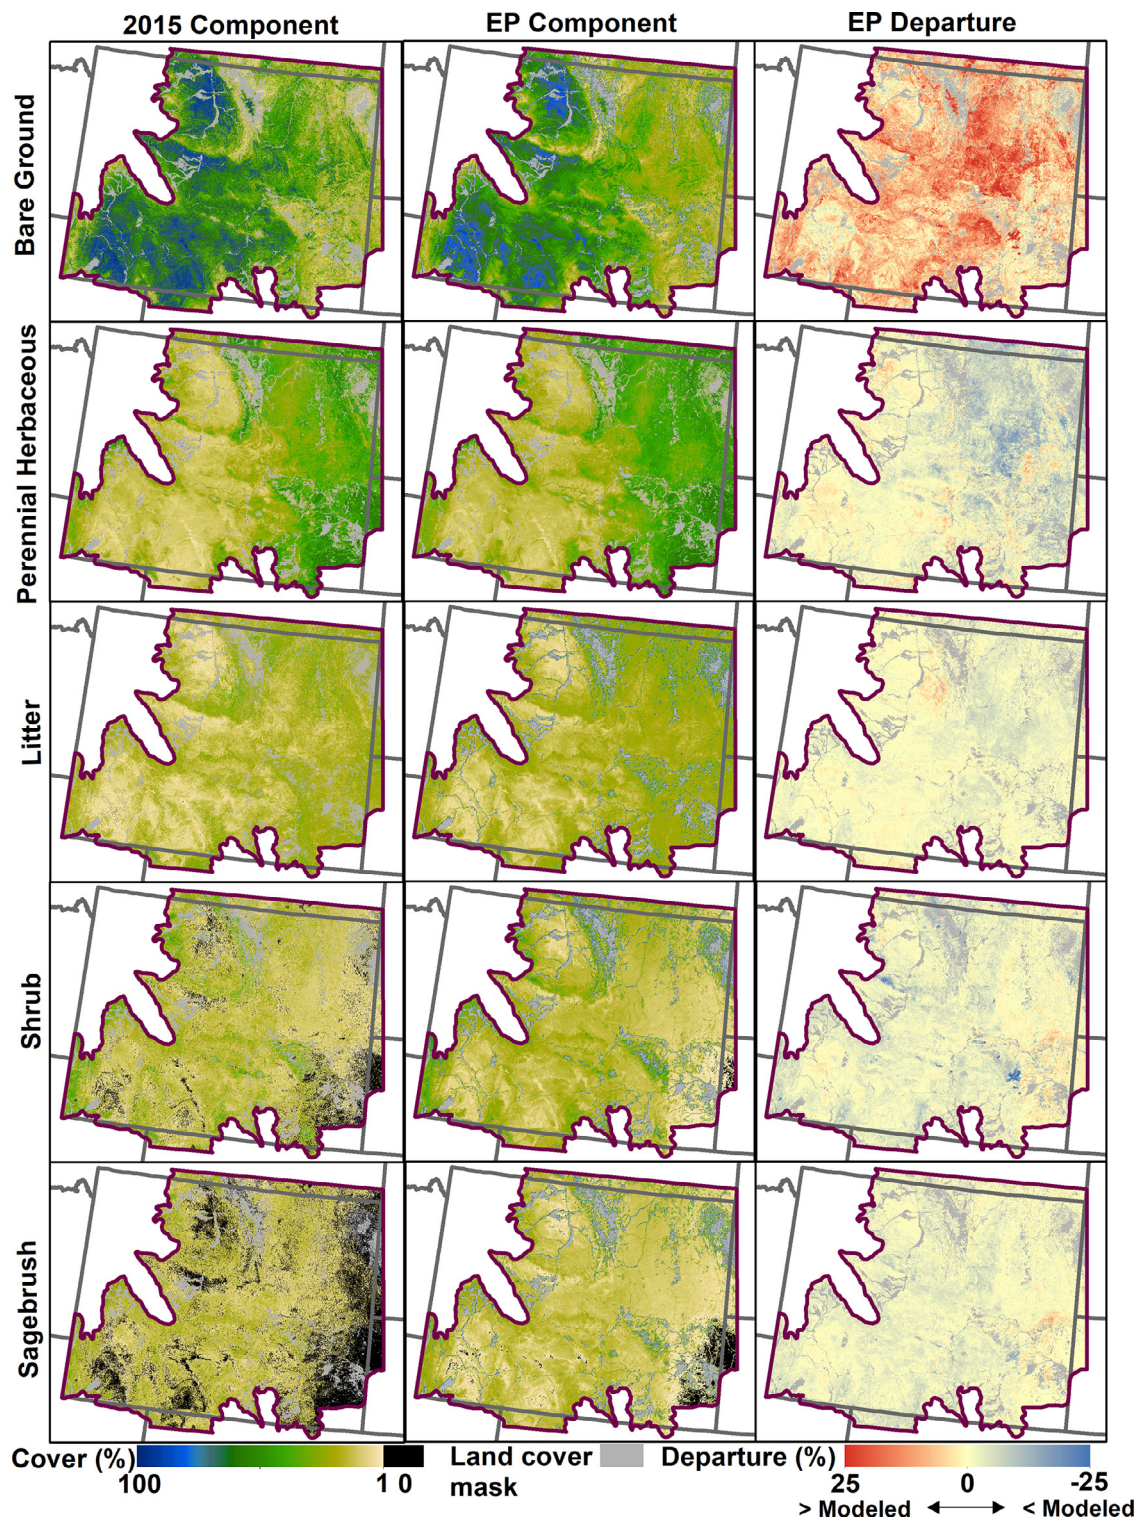 2015 Component EP Component EP Departure
Bare Ground
Perennial Herbaceous
Litter
Shrub
Sagebrush
Cover (%) Land cover mask Departure (%)
100 1 0 25 0 -25
> Modeled < Modeled